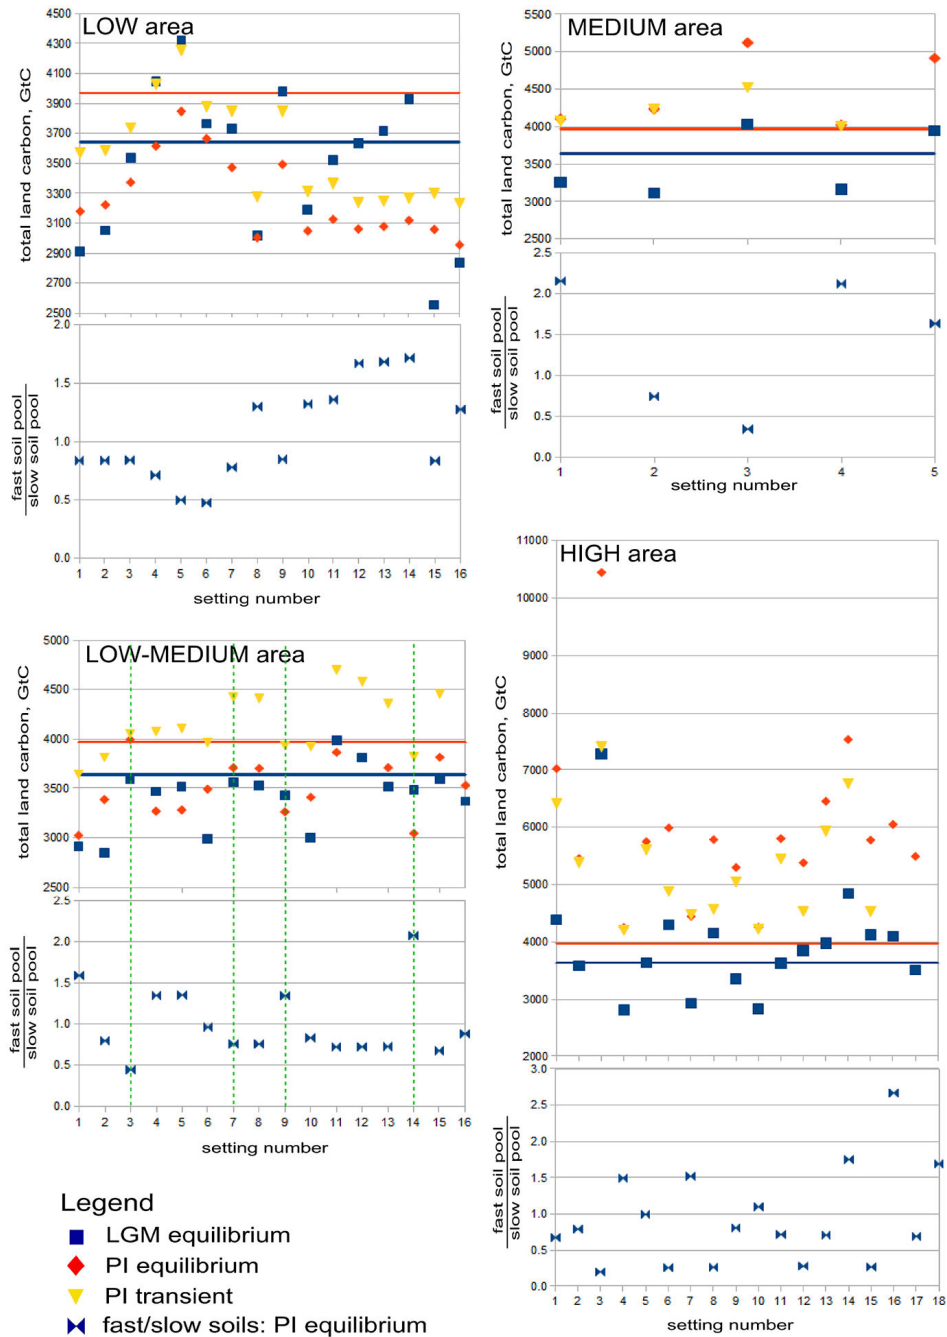 LOW area
total land carbon, GtC
4500
4300
4100
3900
3700
3500
3300
3100
2900
2700
2500
fast soil pool
slow soil pool
2.0
1.5
1.0
0.5
0.0
1 2 3 4 5 6 7 8 9 10 11 12 13 14 15 16
setting number
MEDIUM area
total land carbon, GtC
5500
5000
4500
4000
3500
3000
2500
fast soil pool
slow soil pool
2.5
2.0
1.5
1.0
0.5
0.0
1 2 3 4 5
setting number
LOW-MEDIUM area
total land carbon, GtC
5000
4500
4000
3500
3000
2500
fast soil pool
slow soil pool
2.5
2.0
1.5
1.0
0.5
0.0
1 2 3 4 5 6 7 8 9 10 11 12 13 14 15 16
setting number
HIGH area
total land carbon, GtC
11000
10000
9000
8000
7000
6000
5000
4000
3000
2000
fast soil pool
slow soil pool
3.0
2.5
2.0
1.5
1.0
0.5
0.0
1 2 3 4 5 6 7 8 9 10 11 12 13 14 15 16 17 18
setting number
Legend
LGM equilibrium
PI equilibrium
PI transient
fast/slow soils: PI equilibrium